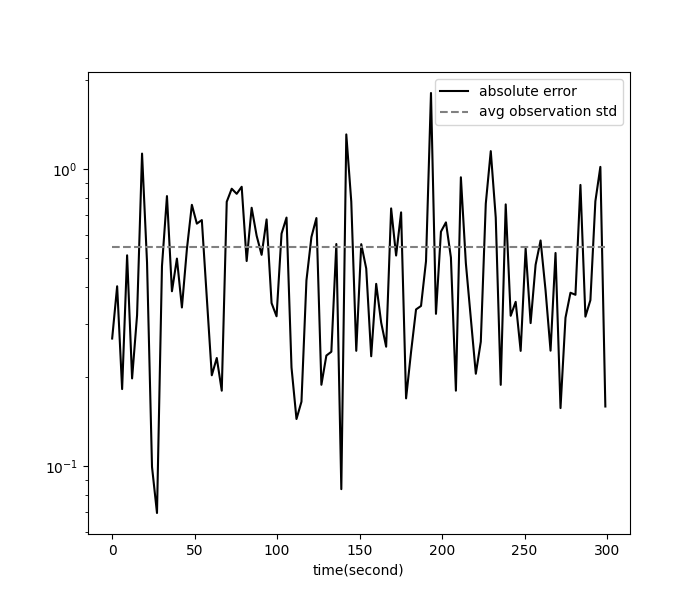 absolute error
avg observation std
10⁰
10⁻¹
0 50 100 150 200 250 300
time(second)